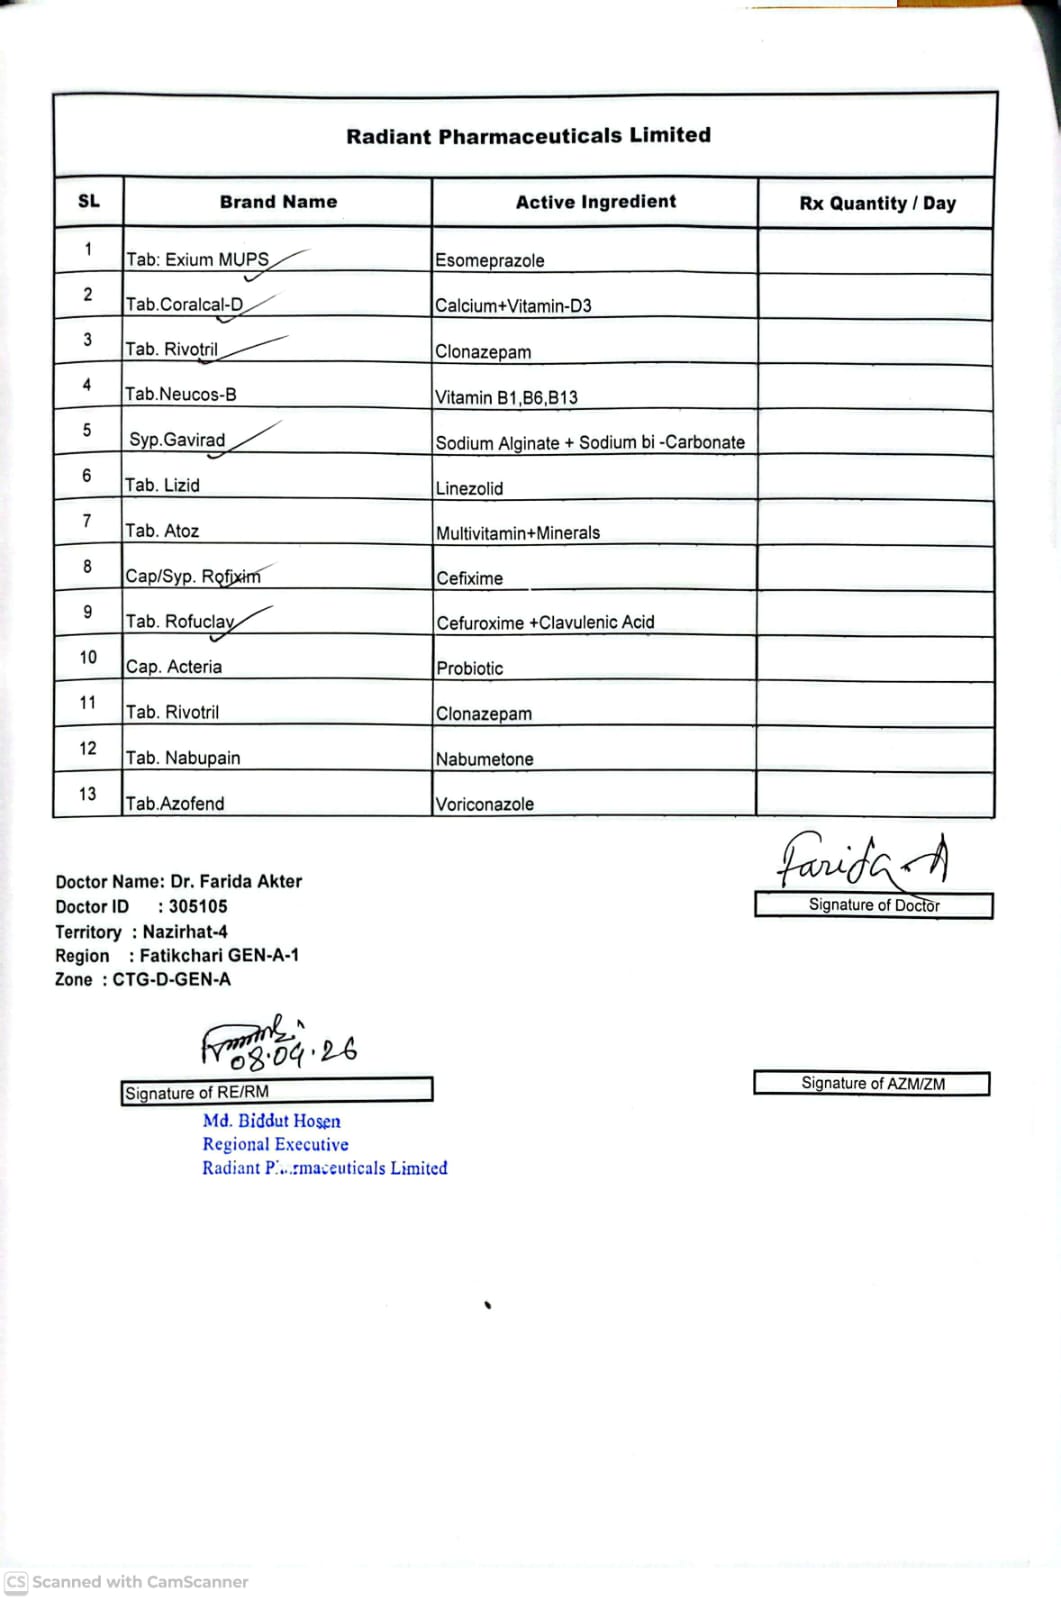 Radiant Pharmaceuticals Limited
SL Brand Name Active Ingredient Rx Quantity / Day
1 Tab: Exium MUPS Esomeprazole
2 Tab.Coralcal-D Calcium+Vitamin-D3
3 Tab. Rivotril Clonazepam
4 Tab.Neucos-B Vitamin B1,B6,B13
5 Syp.Gavirad Sodium Alginate + Sodium bi -Carbonate
6 Tab. Lizid Linezolid
7 Tab. Atoz Multivitamin+Minerals
8 Cap/Syp. Rofixim Cefixime
9 Tab. Rofuclav Cefuroxime +Clavulenic Acid
10 Cap. Acteria Probiotic
11 Tab. Rivotril Clonazepam
12 Tab. Nabupain Nabumetone
13 Tab.Azofend Voriconazole
Farida A
Signature of Doctor
Doctor Name: Dr. Farida Akter
Doctor ID : 305105
Territory : Nazirhat-4
Region : Fatikchari GEN-A-1
Zone : CTG-D-GEN-A
08.04.26
Signature of RE/RM
Signature of AZM/ZM
Md. Biddut Hosen
Regional Executive
Radiant Pharmaceuticals Limited
CS Scanned with CamScanner